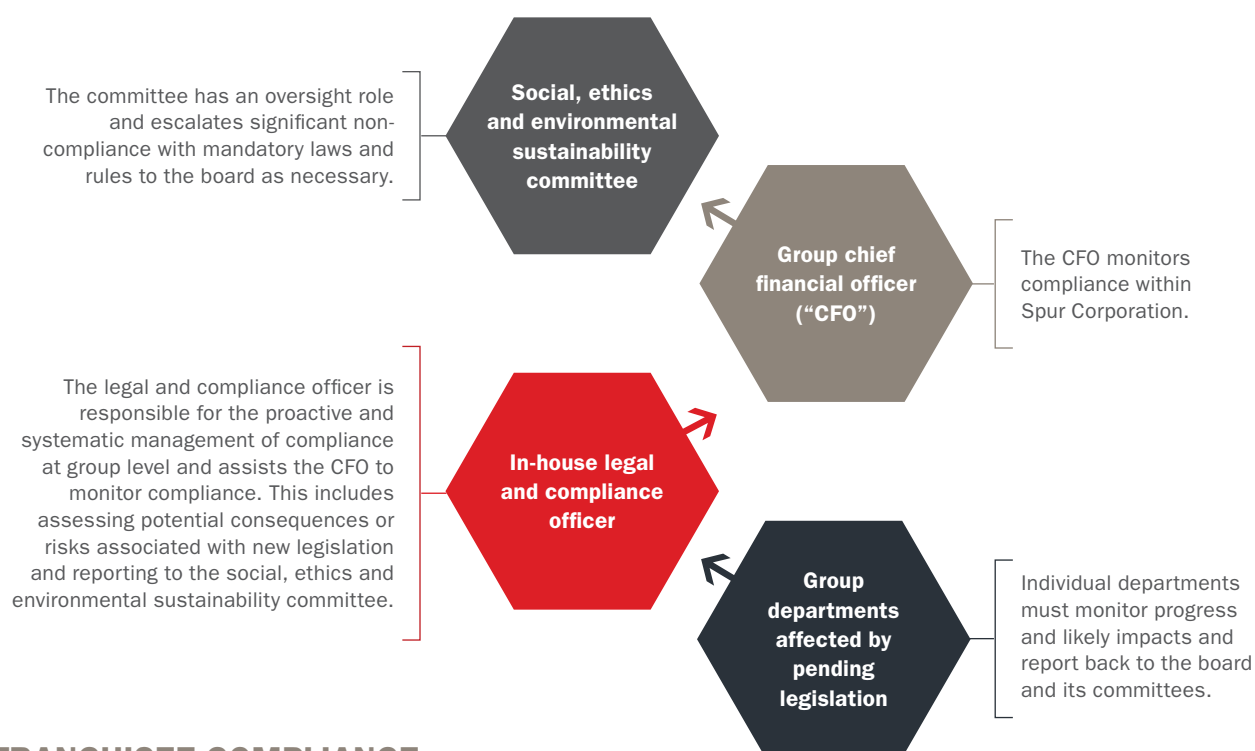 The committee has an oversight role
and escalates significant non-
compliance with mandatory laws and
rules to the board as necessary.
Social, ethics
and environmental
sustainability
committee
Group chief
financial officer
(“CFO”)
The CFO monitors
compliance within
Spur Corporation.
The legal and compliance officer is
responsible for the proactive and
systematic management of compliance
at group level and assists the CFO to
monitor compliance. This includes
assessing potential consequences or
risks associated with new legislation
and reporting to the social, ethics and
environmental sustainability committee.
In-house legal
and compliance
officer
Group
departments
affected by
pending
legislation
Individual departments
must monitor progress
and likely impacts and
report back to the board
and its committees.
FRANCHISEE COMPLIANCE